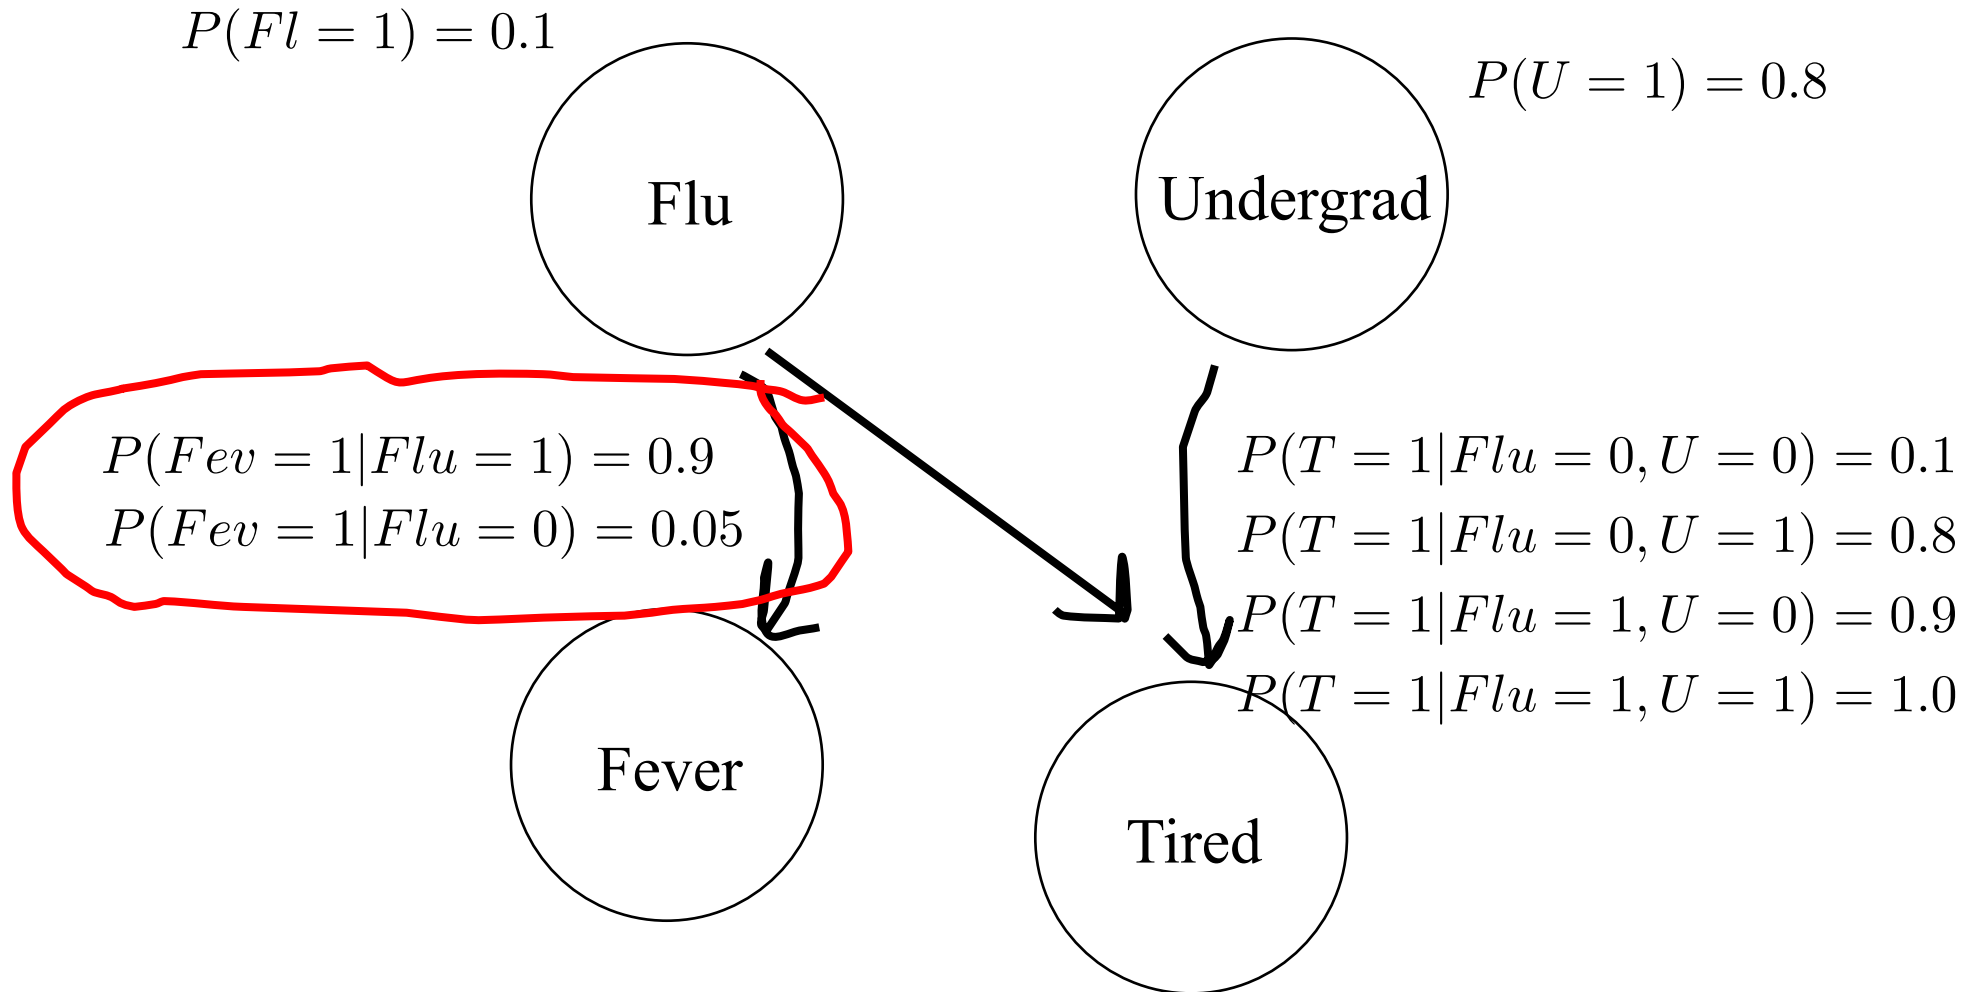 P(Fl = 1) = 0.1
P(U = 1) = 0.8
Flu
Undergrad
P(Fev = 1|Flu = 1) = 0.9
P(Fev = 1|Flu = 0) = 0.05
P(T = 1|Flu = 0, U = 0) = 0.1
P(T = 1|Flu = 0, U = 1) = 0.8
P(T = 1|Flu = 1, U = 0) = 0.9
P(T = 1|Flu = 1, U = 1) = 1.0
Fever
Tired